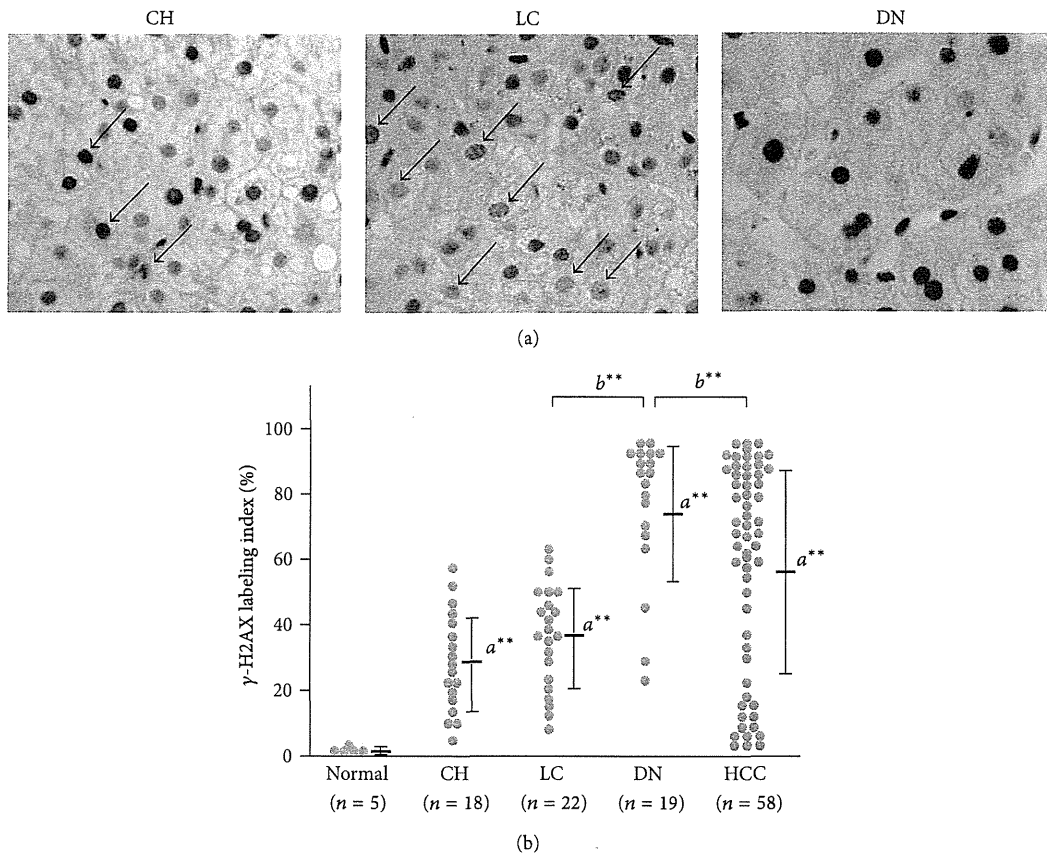 CH LC DN
(a)
b** b**
100
80
60
40
20
0
γ-H2AX labeling index (%)
a** a** a** a**
Normal CH LC DN HCC
(n = 5) (n = 18) (n = 22) (n = 19) (n = 58)
(b)